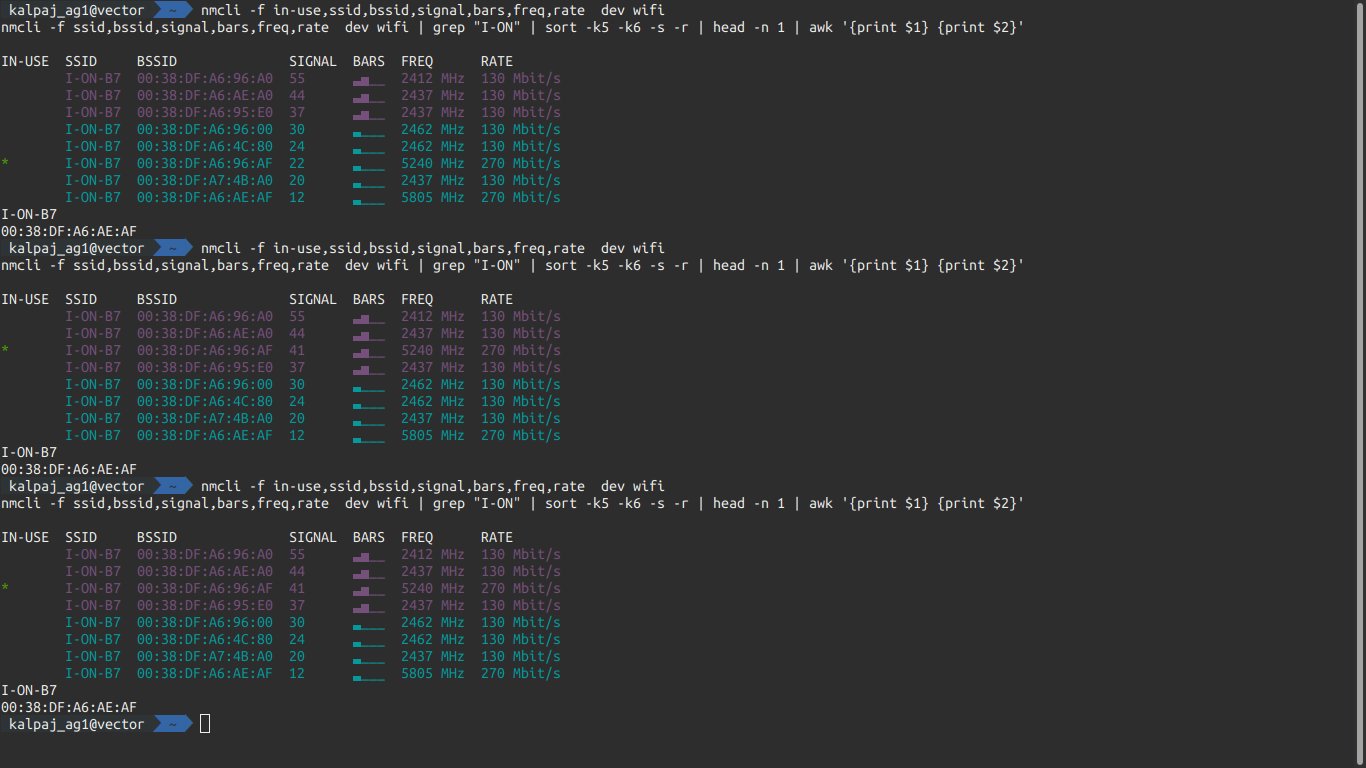 kalpaj_ag1@vector ~ nmcli -f in-use,ssid,bssid,signal,bars,freq,rate  dev wifi
nmcli -f ssid,bssid,signal,bars,freq,rate  dev wifi | grep "I-ON" | sort -k5 -k6 -s -r | head -n 1 | awk '{print $1} {print $2}'
IN-USE  SSID     BSSID              SIGNAL  BARS  FREQ      RATE
I-ON-B7  00:38:DF:A6:96:A0  55      ▂▄__  2412 MHz  130 Mbit/s
I-ON-B7  00:38:DF:A6:AE:A0  44      ▂▄__  2437 MHz  130 Mbit/s
I-ON-B7  00:38:DF:A6:95:E0  37      ▂▄__  2437 MHz  130 Mbit/s
I-ON-B7  00:38:DF:A6:96:00  30      ▂___  2462 MHz  130 Mbit/s
I-ON-B7  00:38:DF:A6:4C:80  24      ▂___  2462 MHz  130 Mbit/s
*       I-ON-B7  00:38:DF:A6:96:AF  22      ▂___  5240 MHz  270 Mbit/s
I-ON-B7  00:38:DF:A7:4B:A0  20      ▂___  2437 MHz  130 Mbit/s
I-ON-B7  00:38:DF:A6:AE:AF  12      ▂___  5805 MHz  270 Mbit/s
I-ON-B7
00:38:DF:A6:AE:AF
kalpaj_ag1@vector ~ nmcli -f in-use,ssid,bssid,signal,bars,freq,rate  dev wifi
nmcli -f ssid,bssid,signal,bars,freq,rate  dev wifi | grep "I-ON" | sort -k5 -k6 -s -r | head -n 1 | awk '{print $1} {print $2}'
IN-USE  SSID     BSSID              SIGNAL  BARS  FREQ      RATE
I-ON-B7  00:38:DF:A6:96:A0  55      ▂▄__  2412 MHz  130 Mbit/s
I-ON-B7  00:38:DF:A6:AE:A0  44      ▂▄__  2437 MHz  130 Mbit/s
*       I-ON-B7  00:38:DF:A6:96:AF  41      ▂▄__  5240 MHz  270 Mbit/s
I-ON-B7  00:38:DF:A6:95:E0  37      ▂▄__  2437 MHz  130 Mbit/s
I-ON-B7  00:38:DF:A6:96:00  30      ▂___  2462 MHz  130 Mbit/s
I-ON-B7  00:38:DF:A6:4C:80  24      ▂___  2462 MHz  130 Mbit/s
I-ON-B7  00:38:DF:A7:4B:A0  20      ▂___  2437 MHz  130 Mbit/s
I-ON-B7  00:38:DF:A6:AE:AF  12      ▂___  5805 MHz  270 Mbit/s
I-ON-B7
00:38:DF:A6:AE:AF
kalpaj_ag1@vector ~ nmcli -f in-use,ssid,bssid,signal,bars,freq,rate  dev wifi
nmcli -f ssid,bssid,signal,bars,freq,rate  dev wifi | grep "I-ON" | sort -k5 -k6 -s -r | head -n 1 | awk '{print $1} {print $2}'
IN-USE  SSID     BSSID              SIGNAL  BARS  FREQ      RATE
I-ON-B7  00:38:DF:A6:96:A0  55      ▂▄__  2412 MHz  130 Mbit/s
I-ON-B7  00:38:DF:A6:AE:A0  44      ▂▄__  2437 MHz  130 Mbit/s
*       I-ON-B7  00:38:DF:A6:96:AF  41      ▂▄__  5240 MHz  270 Mbit/s
I-ON-B7  00:38:DF:A6:95:E0  37      ▂▄__  2437 MHz  130 Mbit/s
I-ON-B7  00:38:DF:A6:96:00  30      ▂___  2462 MHz  130 Mbit/s
I-ON-B7  00:38:DF:A6:4C:80  24      ▂___  2462 MHz  130 Mbit/s
I-ON-B7  00:38:DF:A7:4B:A0  20      ▂___  2437 MHz  130 Mbit/s
I-ON-B7  00:38:DF:A6:AE:AF  12      ▂___  5805 MHz  270 Mbit/s
I-ON-B7
00:38:DF:A6:AE:AF
kalpaj_ag1@vector ~